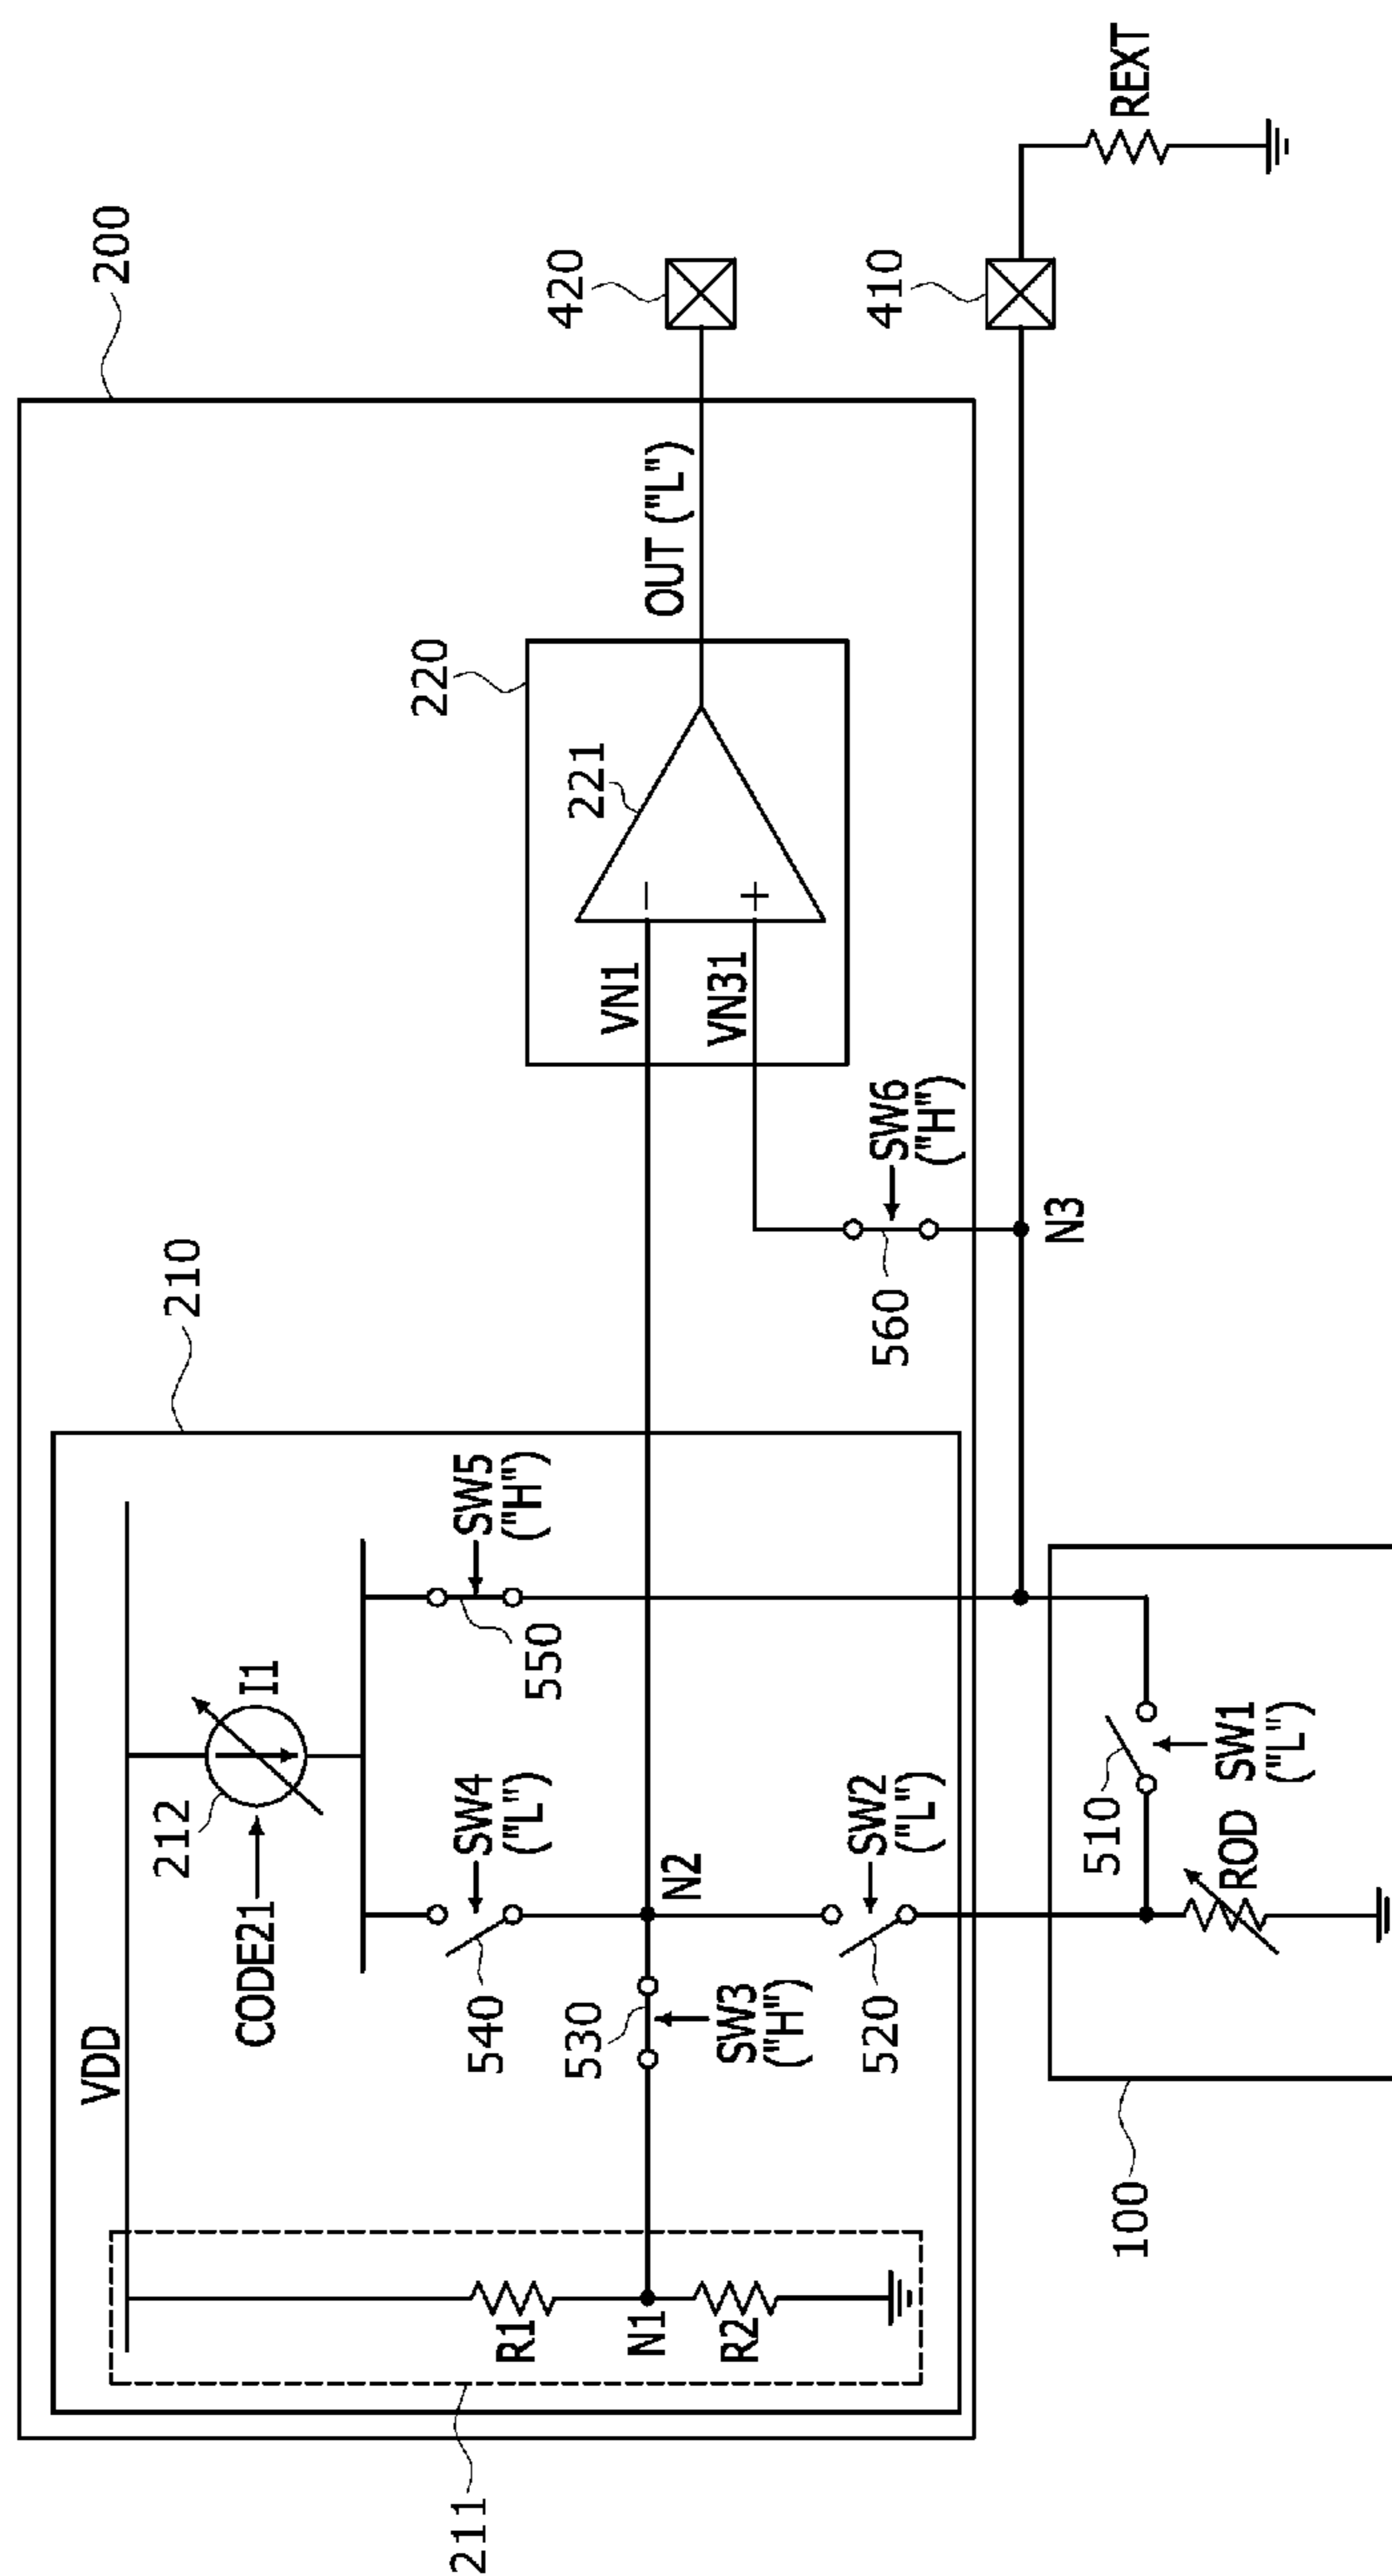 200
210
211
VDD
CODE21
212
I1
R1
N1
R2
SW4
("L")
540
SW5
("H")
550
530
SW3
("H")
N2
SW2
("L")
520
220
221
VN1
VN31
−
+
OUT ("L")
420
SW6
("H")
560
N3
410
REXT
100
510
SW1
("L")
ROD